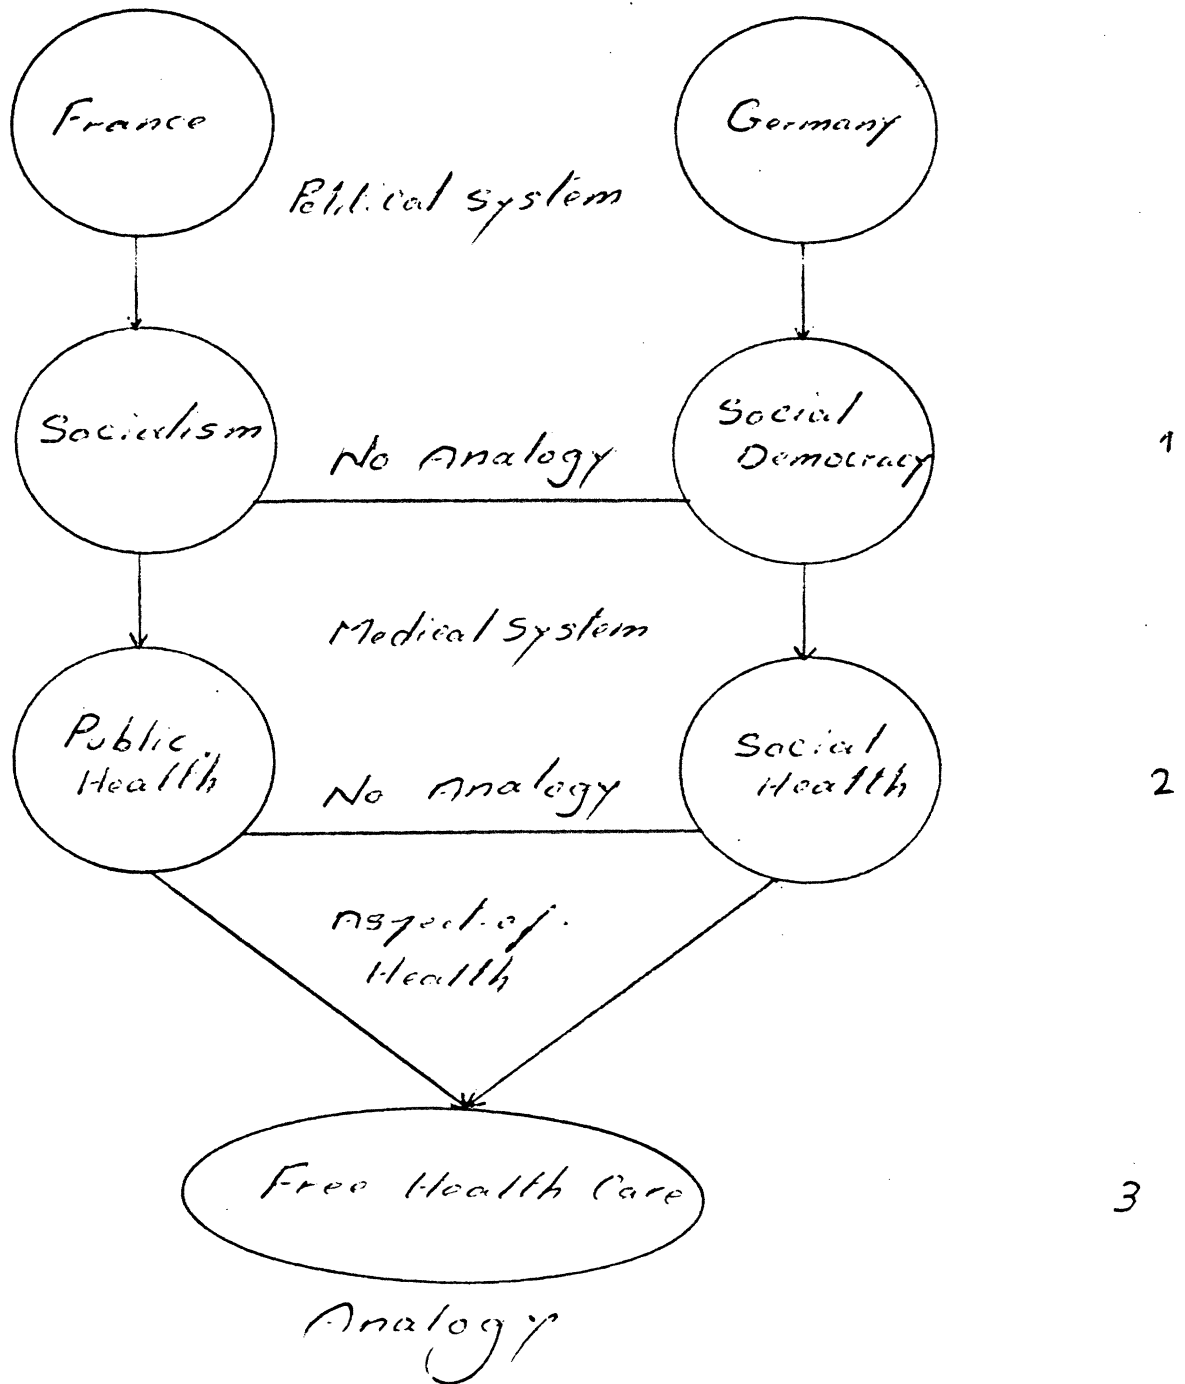 France
Germany
Political System
Socialism
No Analogy
Social
Democracy
1
Medical System
Public
Health
No Analogy
Social
Health
2
Aspect of
Health
Free Health Care
3
Analogy